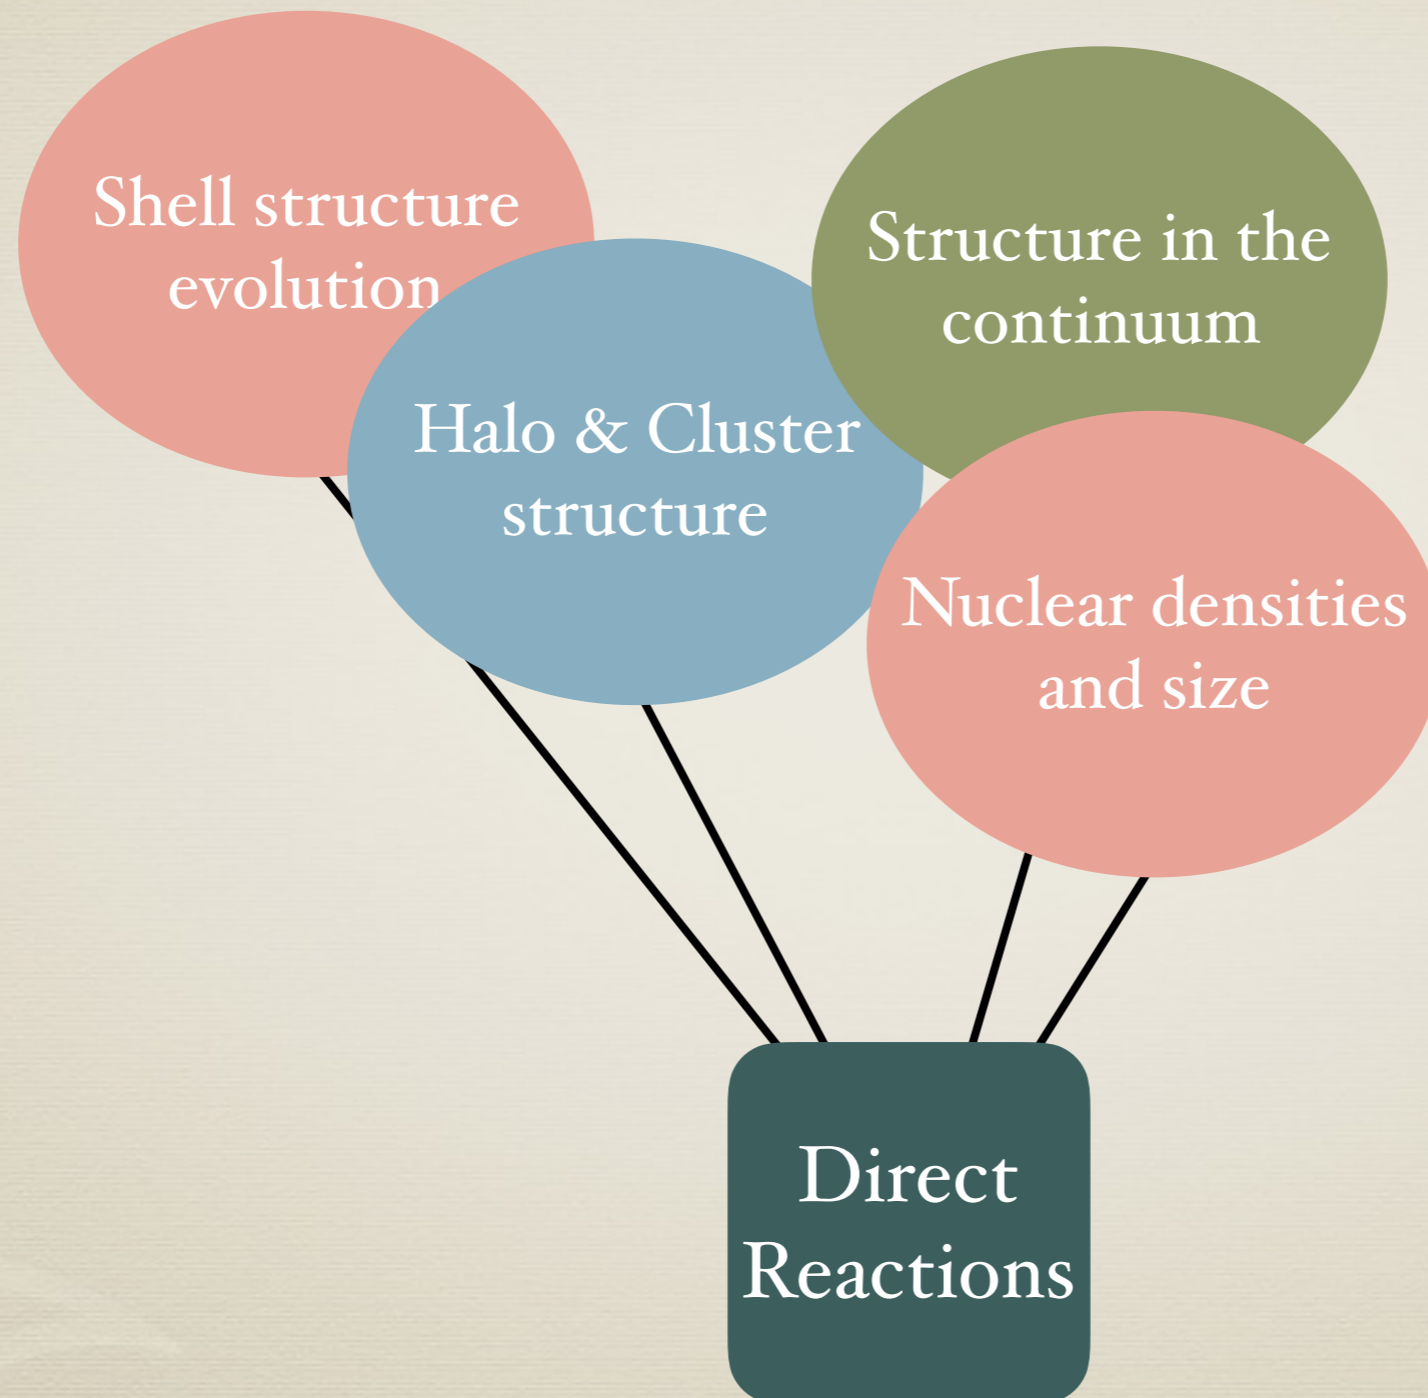 Shell structure
evolution
Structure in the
continuum
Halo & Cluster
structure
Nuclear densities
and size
Direct
Reactions